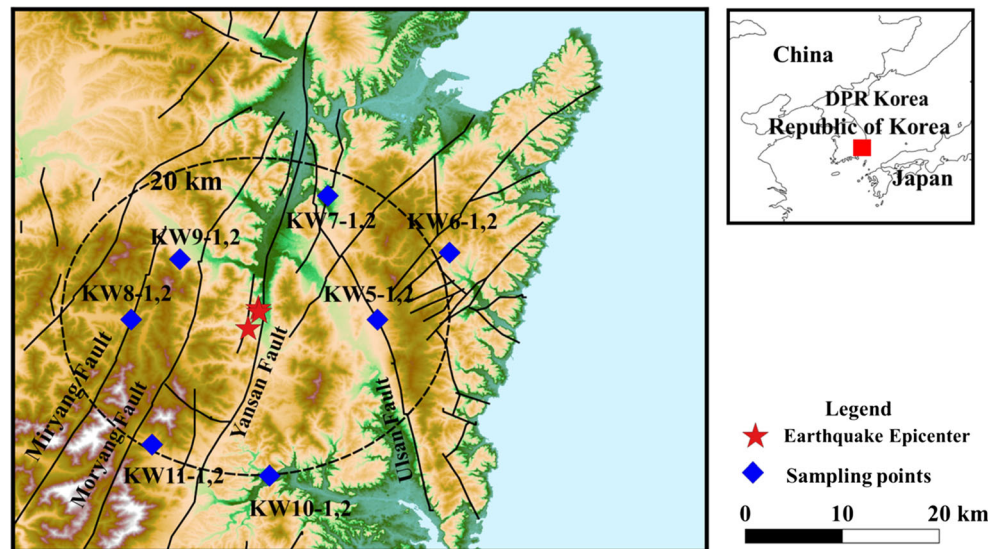 20 km
KW7-1,2
KW6-1,2
KW9-1,2
KW8-1,2
KW5-1,2
Miryang Fault
Moryang Fault
Yansan Fault
Ulsan Fault
KW11-1,2
KW10-1,2
China
DPR Korea
Republic of Korea
Japan
Legend
Earthquake Epicenter
Sampling points
0 10 20 km